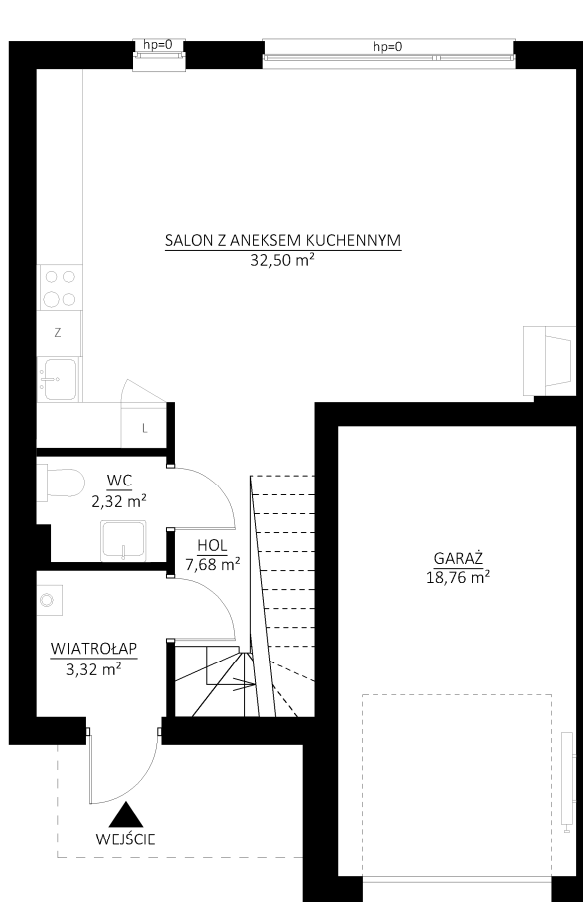 hp=0
hp=0
SALON Z ANEKSEM KUCHENNYM
32,50 m²
Z
L
WC
2,32 m²
HOL
7,68 m²
GARAŻ
18,76 m²
WIATROŁAP
3,32 m²
WEJŚCIE